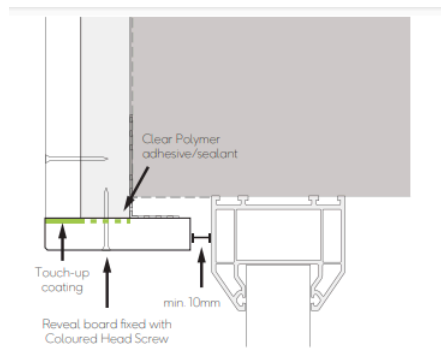 Clear Polymer
adhesive/sealant
Touch-up
coating
min. 10mm
Reveal board fixed with
Coloured Head Screw